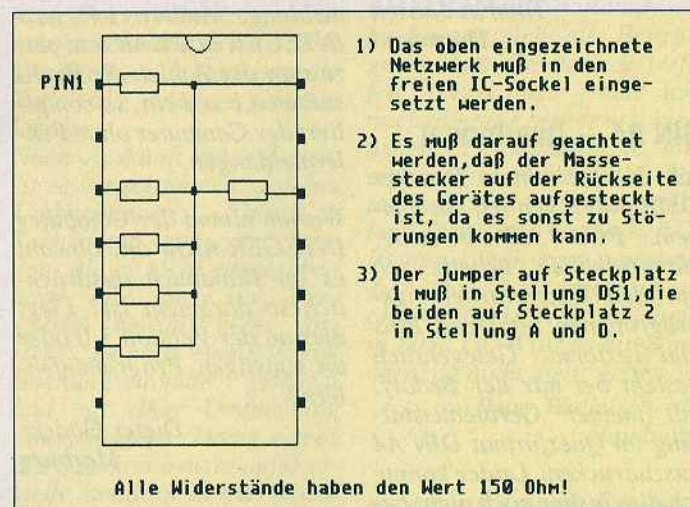 PIN1
1) Das oben eingezeichnete
Netzwerk muß in den
freien IC-Sockel einge-
setzt werden.
2) Es muß darauf geachtet
werden,daß der Masse-
stecker auf der Rückseite
des Gerätes aufgesteckt
ist, da es sonst zu Stö-
rungen kommen kann.
3) Der Jumper auf Steckplatz
1 muß in Stellung DS1,die
beiden auf Steckplatz 2
in Stellung A und D.
Alle Widerstände haben den Wert 150 Ohm!